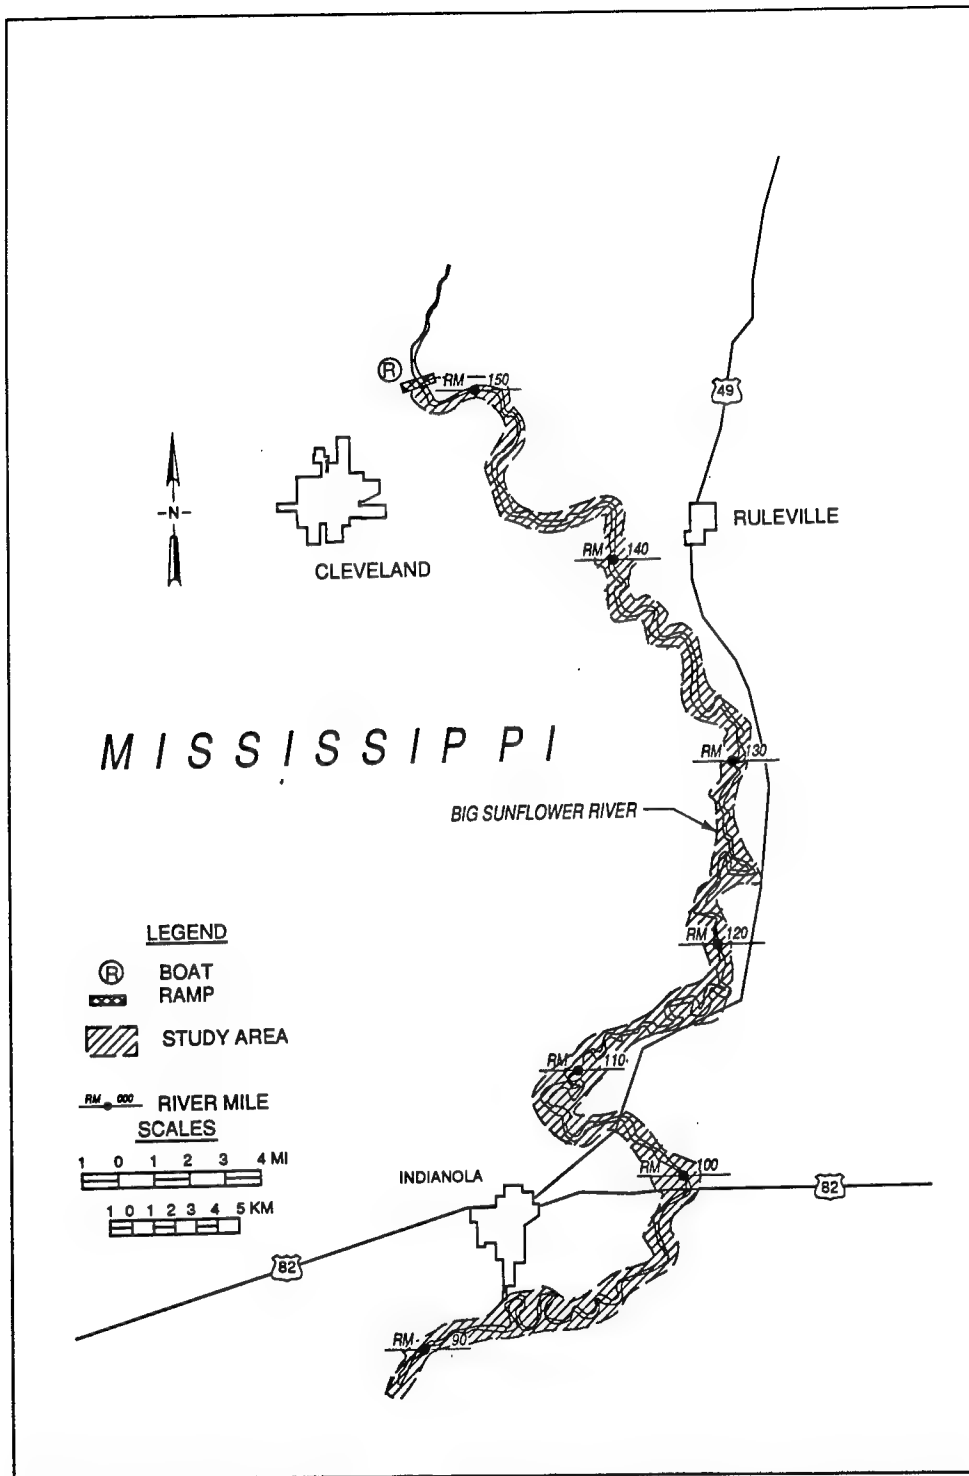 R
RM 150
49
-N-
RULEVILLE
CLEVELAND
RM 140
MISSISSIPPI
RM 130
BIG SUNFLOWER RIVER
LEGEND
RM 120
R BOAT
RAMP
STUDY AREA
RM 110
RM 000 RIVER MILE
SCALES
1 0 1 2 3 4 MI
INDIANOLA
RM 100
82
1 0 1 2 3 4 5 KM
82
RM 90